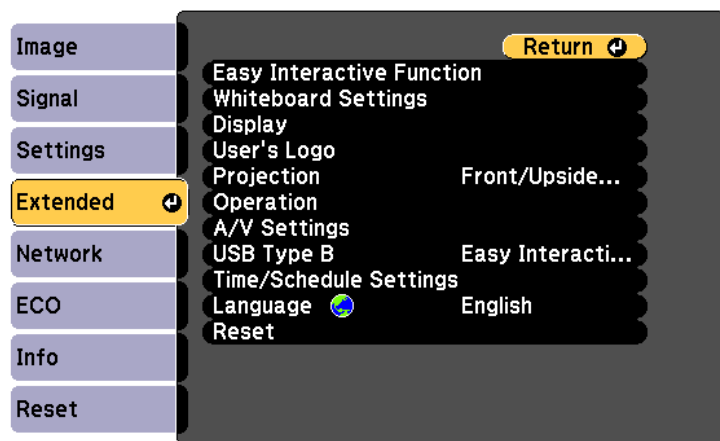 Image
Signal
Settings
Extended
Network
ECO
Info
Reset
Return
Easy Interactive Function
Whiteboard Settings
Display
User's Logo
Projection Front/Upside...
Operation
A/V Settings
USB Type B Easy Interacti...
Time/Schedule Settings
Language English
Reset